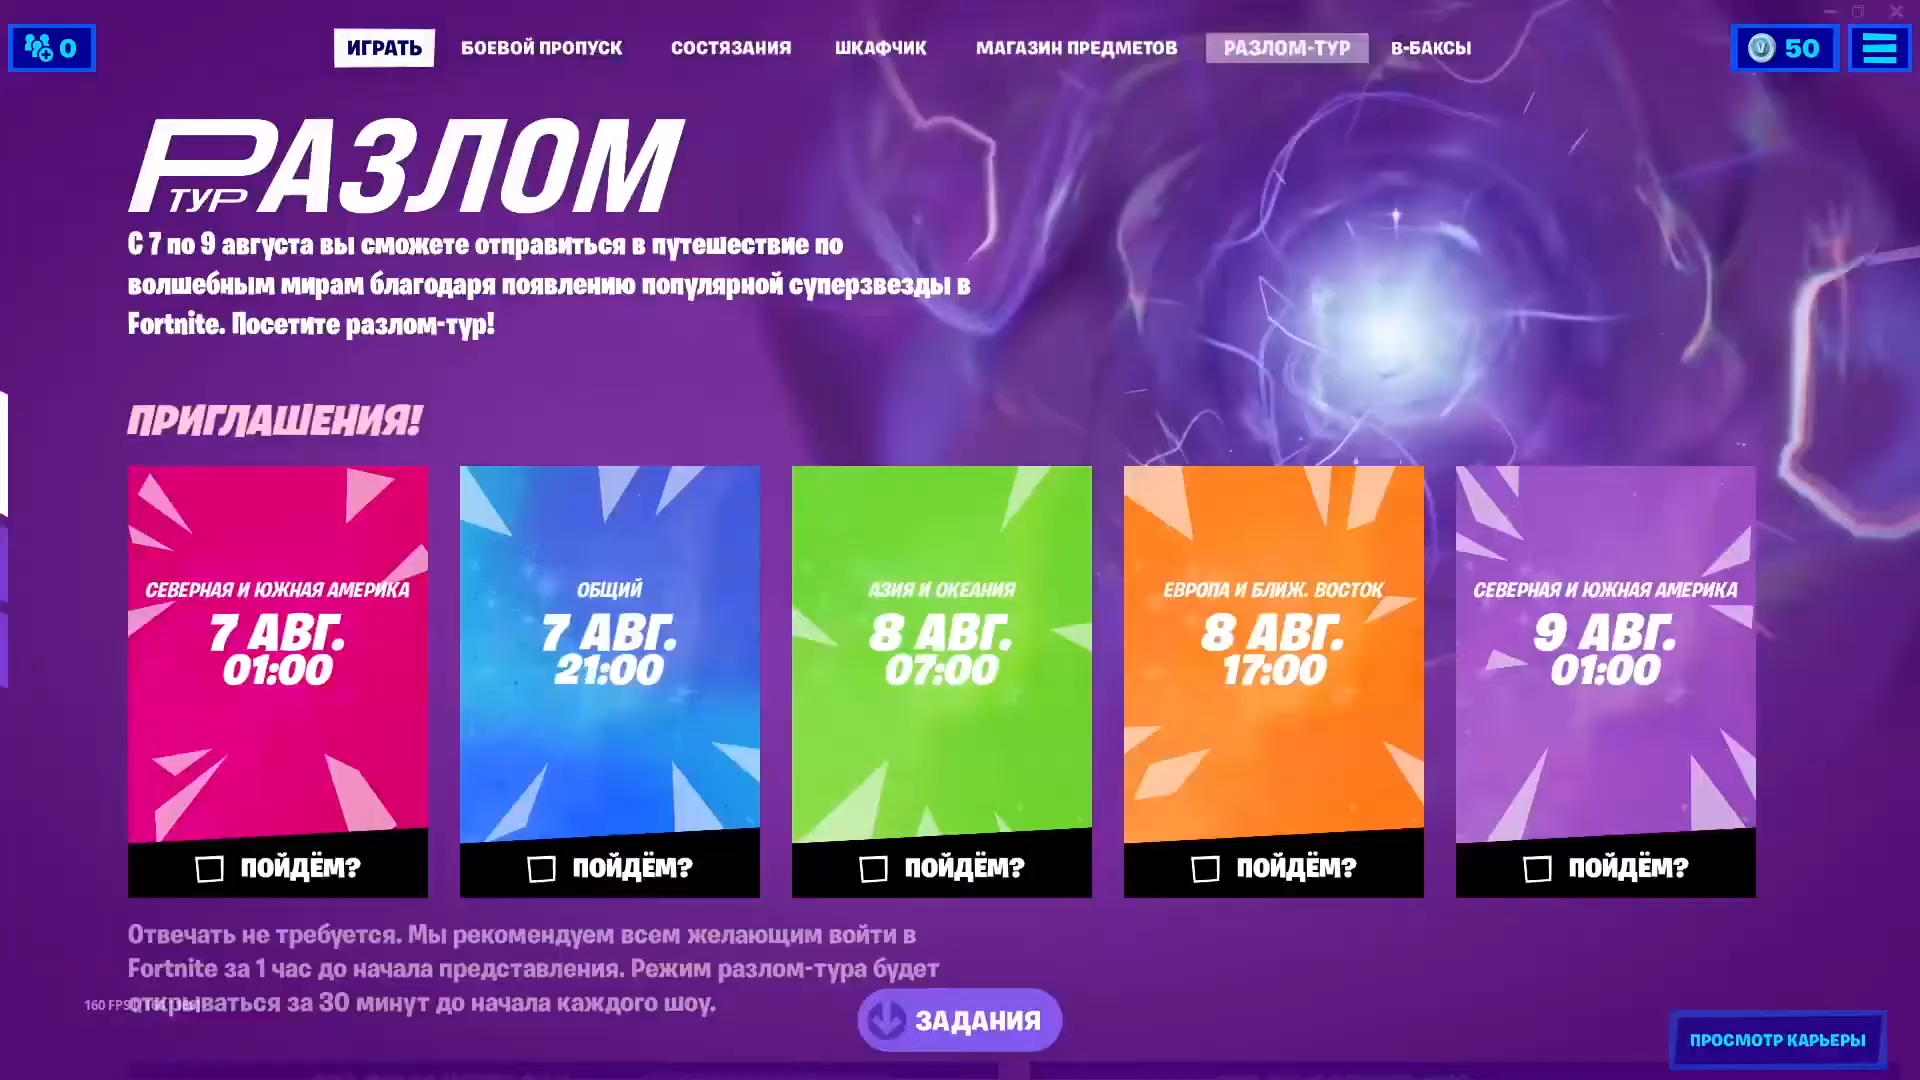 0
ИГРАТЬ
БОЕВОЙ ПРОПУСК
СОСТЯЗАНИЯ
ШКАФЧИК
МАГАЗИН ПРЕДМЕТОВ
РАЗЛОМ-ТУР
В-БАКСЫ
50
РАЗЛОМ
ТУР
С 7 по 9 августа вы сможете отправиться в путешествие по
волшебным мирам благодаря появлению популярной суперзвезды в
Fortnite. Посетите разлом-тур!
ПРИГЛАШЕНИЯ!
СЕВЕРНАЯ И ЮЖНАЯ АМЕРИКА
7 АВГ.
01:00
ПОЙДЁМ?
ОБЩИЙ
7 АВГ.
21:00
ПОЙДЁМ?
АЗИЯ И ОКЕАНИЯ
8 АВГ.
07:00
ПОЙДЁМ?
ЕВРОПА И БЛИЖ. ВОСТОК
8 АВГ.
17:00
ПОЙДЁМ?
СЕВЕРНАЯ И ЮЖНАЯ АМЕРИКА
9 АВГ.
01:00
ПОЙДЁМ?
Отвечать не требуется. Мы рекомендуем всем желающим войти в
Fortnite за 1 час до начала представления. Режим разлом-тура будет
открываться за 30 минут до начала каждого шоу.
160 FPS
ЗАДАНИЯ
ПРОСМОТР КАРЬЕРЫ